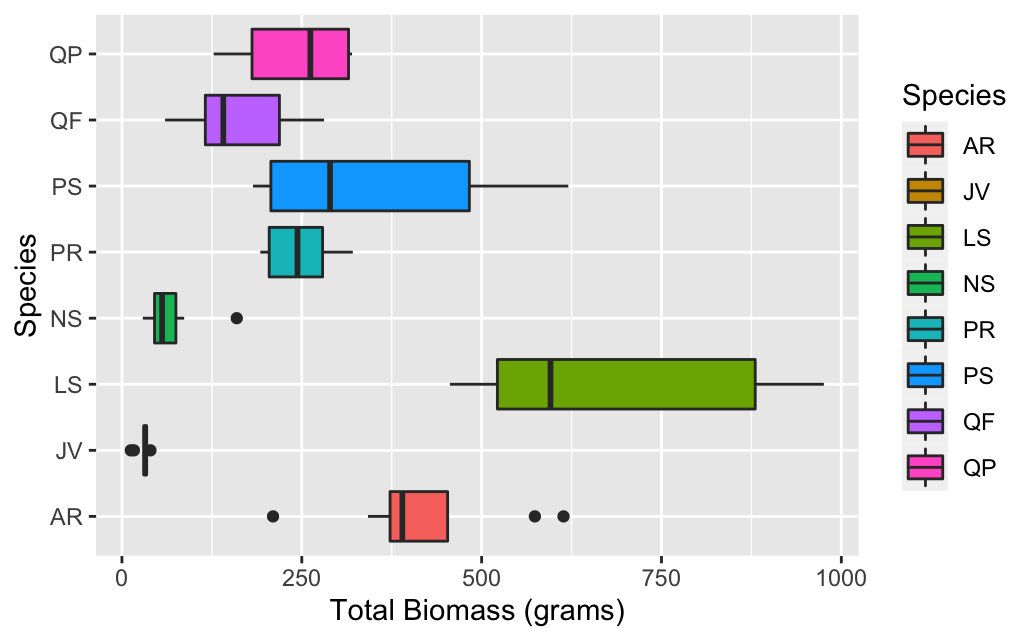 QP
QF
PS
PR
NS
LS
JV
AR
Species
0 250 500 750 1000
Total Biomass (grams)
Species
AR
JV
LS
NS
PR
PS
QF
QP